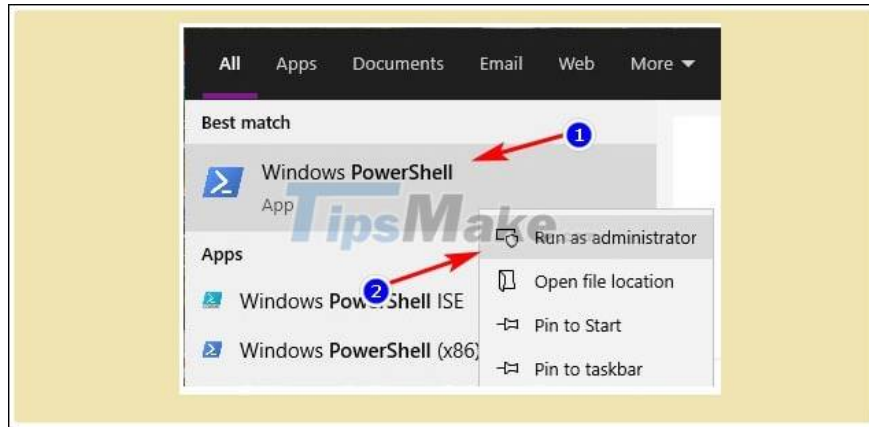 All Apps Documents Email Web More
Best match
1
Windows PowerShell
App
TipsMake
Run as administrator
Apps
2
Open file location
Windows PowerShell ISE
Pin to Start
Windows PowerShell (x86)
Pin to taskbar